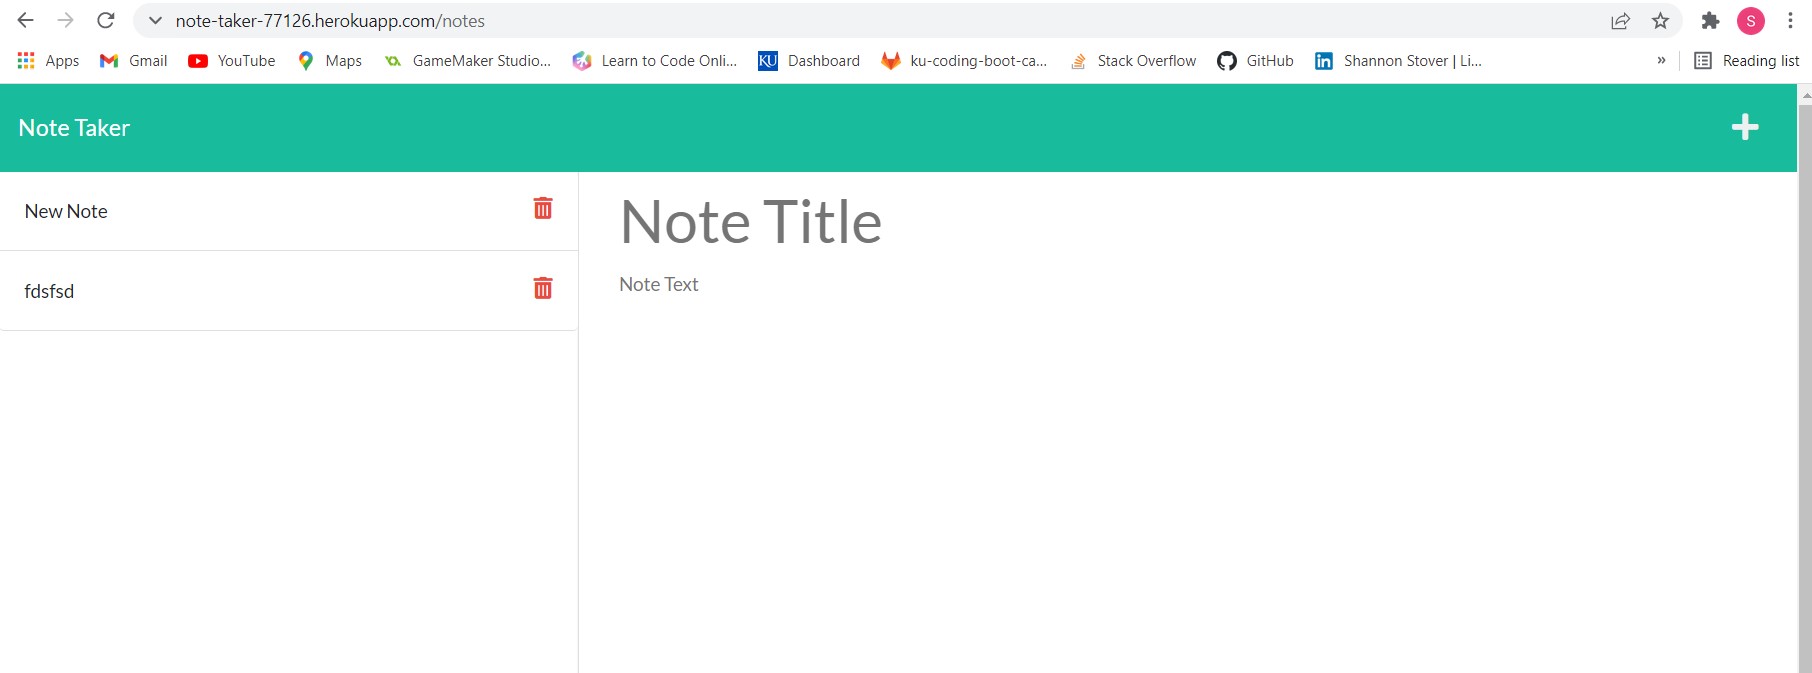 note-taker-77126.herokuapp.com/notes
S
Apps Gmail YouTube Maps GameMaker Studio... Learn to Code Onli... KU Dashboard ku-coding-boot-ca... Stack Overflow GitHub in Shannon Stover | Li... » Reading list
Note Taker
New Note
fdsfsd
Note Title
Note Text